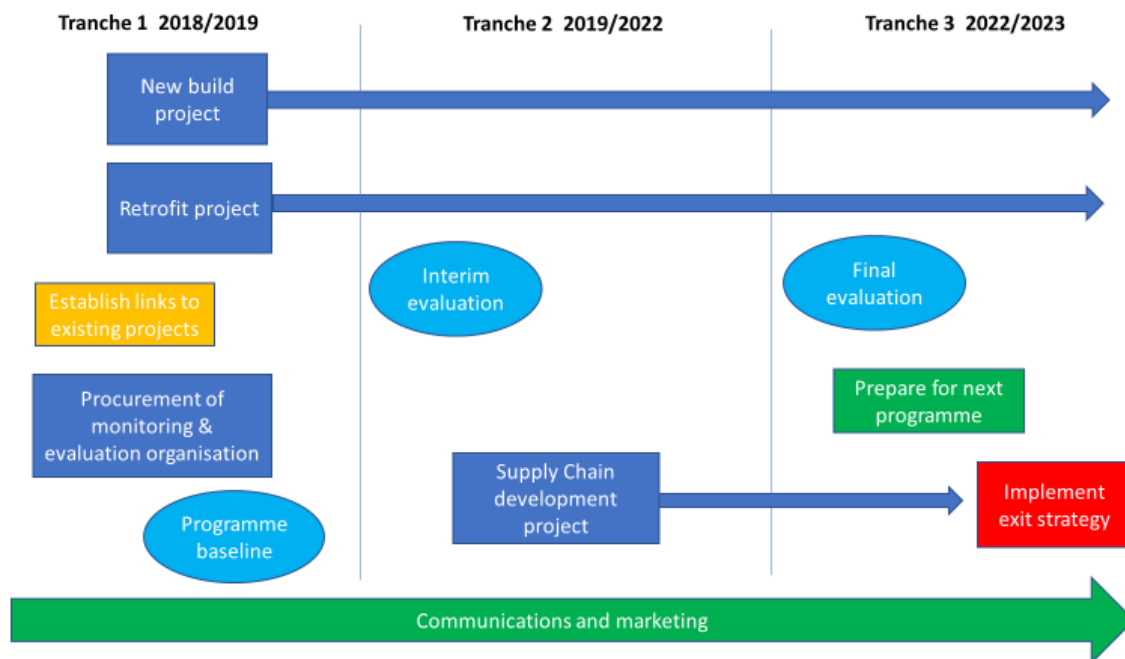 Tranche 1  2018/2019
Tranche 2  2019/2022
Tranche 3  2022/2023
New build
project
Retrofit project
Interim
evaluation
Final
evaluation
Establish links to
existing projects
Procurement of
monitoring &
evaluation organisation
Prepare for next
programme
Supply Chain
development
project
Implement
exit strategy
Programme
baseline
Communications and marketing